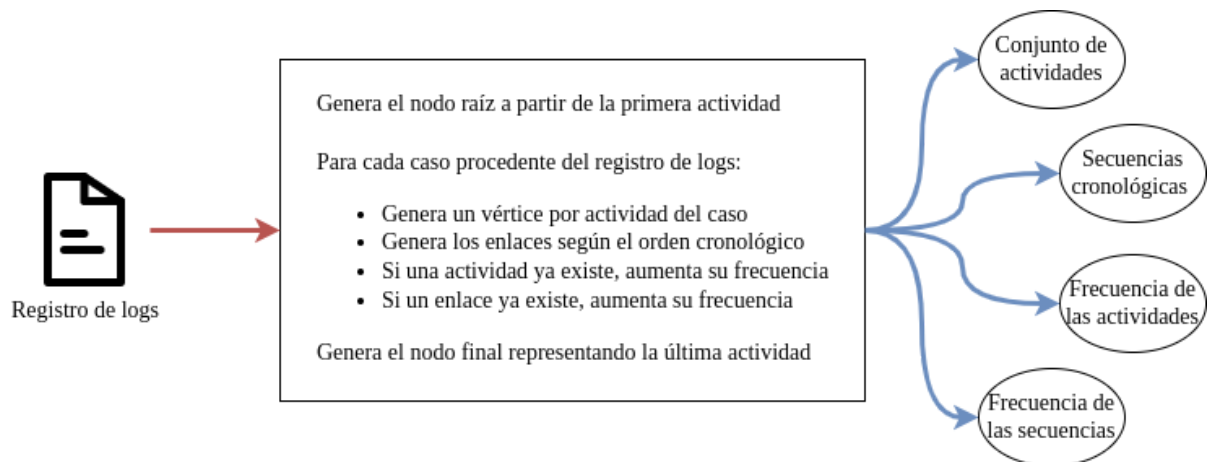 Registro de logs
Genera el nodo raíz a partir de la primera actividad
Para cada caso procedente del registro de logs:
• Genera un vértice por actividad del caso
• Genera los enlaces según el orden cronológico
• Si una actividad ya existe, aumenta su frecuencia
• Si un enlace ya existe, aumenta su frecuencia
Genera el nodo final representando la última actividad
Conjunto de
actividades
Secuencias
cronológicas
Frecuencia de
las actividades
Frecuencia de
las secuencias